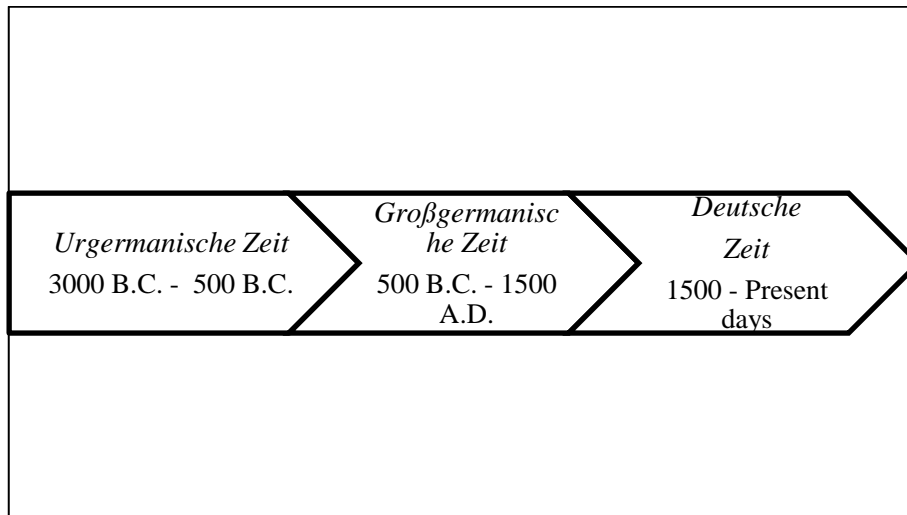 Urgermanische Zeit
3000 B.C. - 500 B.C.
Großgermanisc
he Zeit
500 B.C. - 1500
A.D.
Deutsche
Zeit
1500 - Present
days